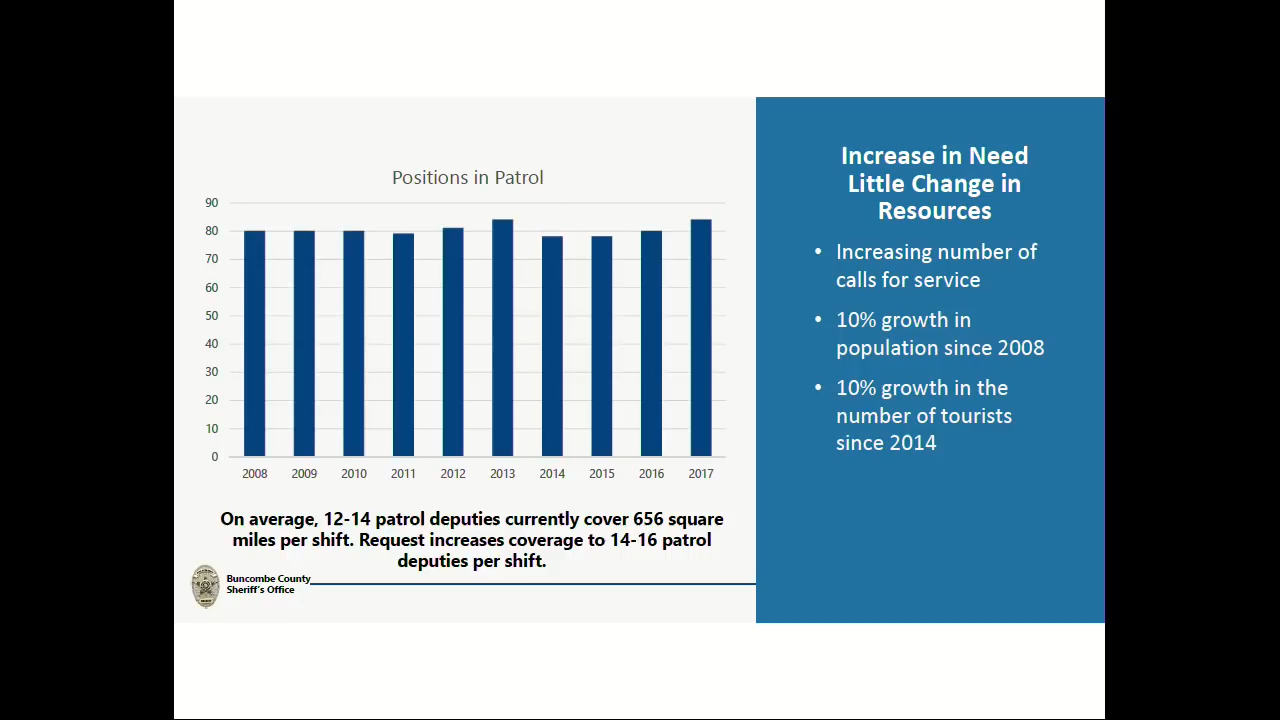 Positions in Patrol
90
80
70
60
50
40
30
20
10
0
2008 2009 2010 2011 2012 2013 2014 2015 2016 2017
On average, 12-14 patrol deputies currently cover 656 square
miles per shift. Request increases coverage to 14-16 patrol
deputies per shift.
Buncombe County
Sheriff's Office
Increase in Need
Little Change in
Resources
• Increasing number of
calls for service
• 10% growth in
population since 2008
• 10% growth in the
number of tourists
since 2014